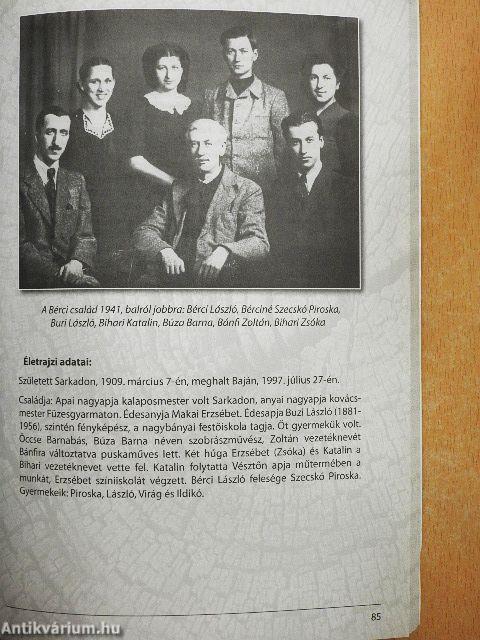 A Bérci család 1941, balról jobbra: Bérci László, Bérciné Szecskó Piroska,
Buri László, Bihari Katalin, Búza Barna, Bánfi Zoltán, Bihari Zsóka
Életrajzi adatai:
Született Sarkadon, 1909. március 7-én, meghalt Baján, 1997. július 27-én.
Családja: Apai nagyapja kalaposmester volt Sarkadon, anyai nagyapja kovács-
mester Füzesgyarmaton. Édesanyja Makai Erzsébet. Édesapja Buzi László (1881-
1956), szintén fényképész, a nagybányai festőiskola tagja. Öt gyermekük volt.
Öccse Barnabás, Búza Barna néven szobrászművész, Zoltán vezetéknevét
Bánfira változtatva puskaműves lett. Két húga Erzsébet (Zsóka) és Katalin a
Bihari vezetéknevet vette fel. Katalin folytatta Vésztőn apja műtermében a
munkát, Erzsébet színiiskolát végzett. Bérci László felesége Szecskó Piroska.
Gyermekeik: Piroska, László, Virág és Ildikó.
85
Antikvárium.hu